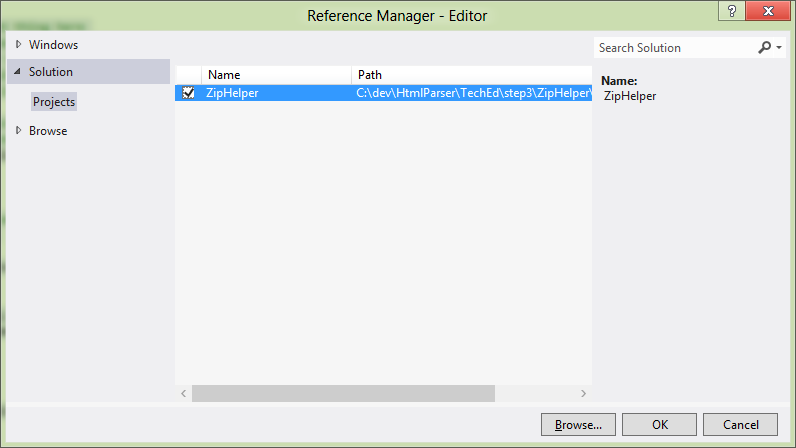 Reference Manager - Editor
?
Windows
Solution
Projects
Browse
Name
Path
ZipHelper
C:\dev\HtmlParser\TechEd\step3\ZipHelper\
Search Solution
Name:
ZipHelper
Browse...
OK
Cancel